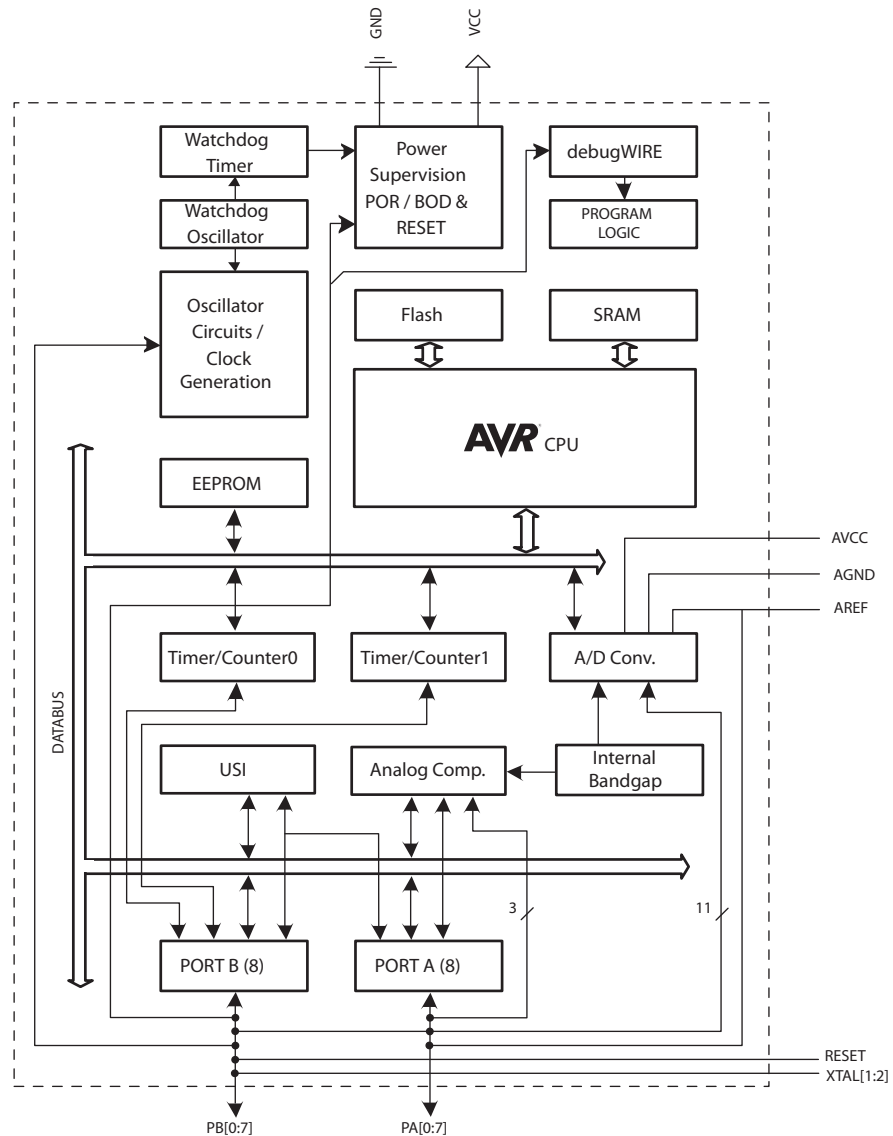 GND
VCC
Watchdog
Timer
Power
Supervision
POR / BOD &
RESET
debugWIRE
Watchdog
Oscillator
PROGRAM
LOGIC
Oscillator
Circuits /
Clock
Generation
Flash
SRAM
AVR CPU
EEPROM
AVCC
AGND
AREF
Timer/Counter0
Timer/Counter1
A/D Conv.
DATABUS
USI
Analog Comp.
Internal
Bandgap
3
11
PORT B (8)
PORT A (8)
RESET
XTAL[1:2]
PB[0:7]
PA[0:7]